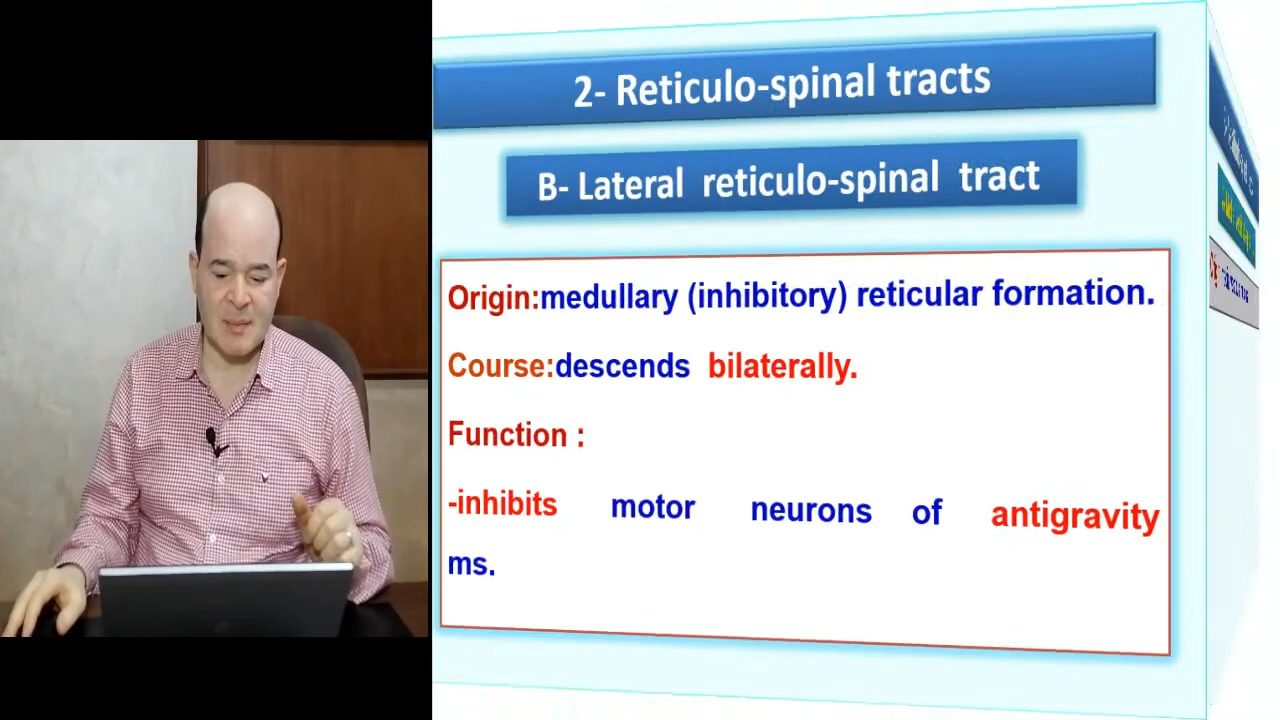 2- Reticulo-spinal tracts
B- Lateral reticulo-spinal tract
Origin:medullary (inhibitory) reticular formation.
Course:descends bilaterally.
Function :
-inhibits motor neurons of antigravity
ms.